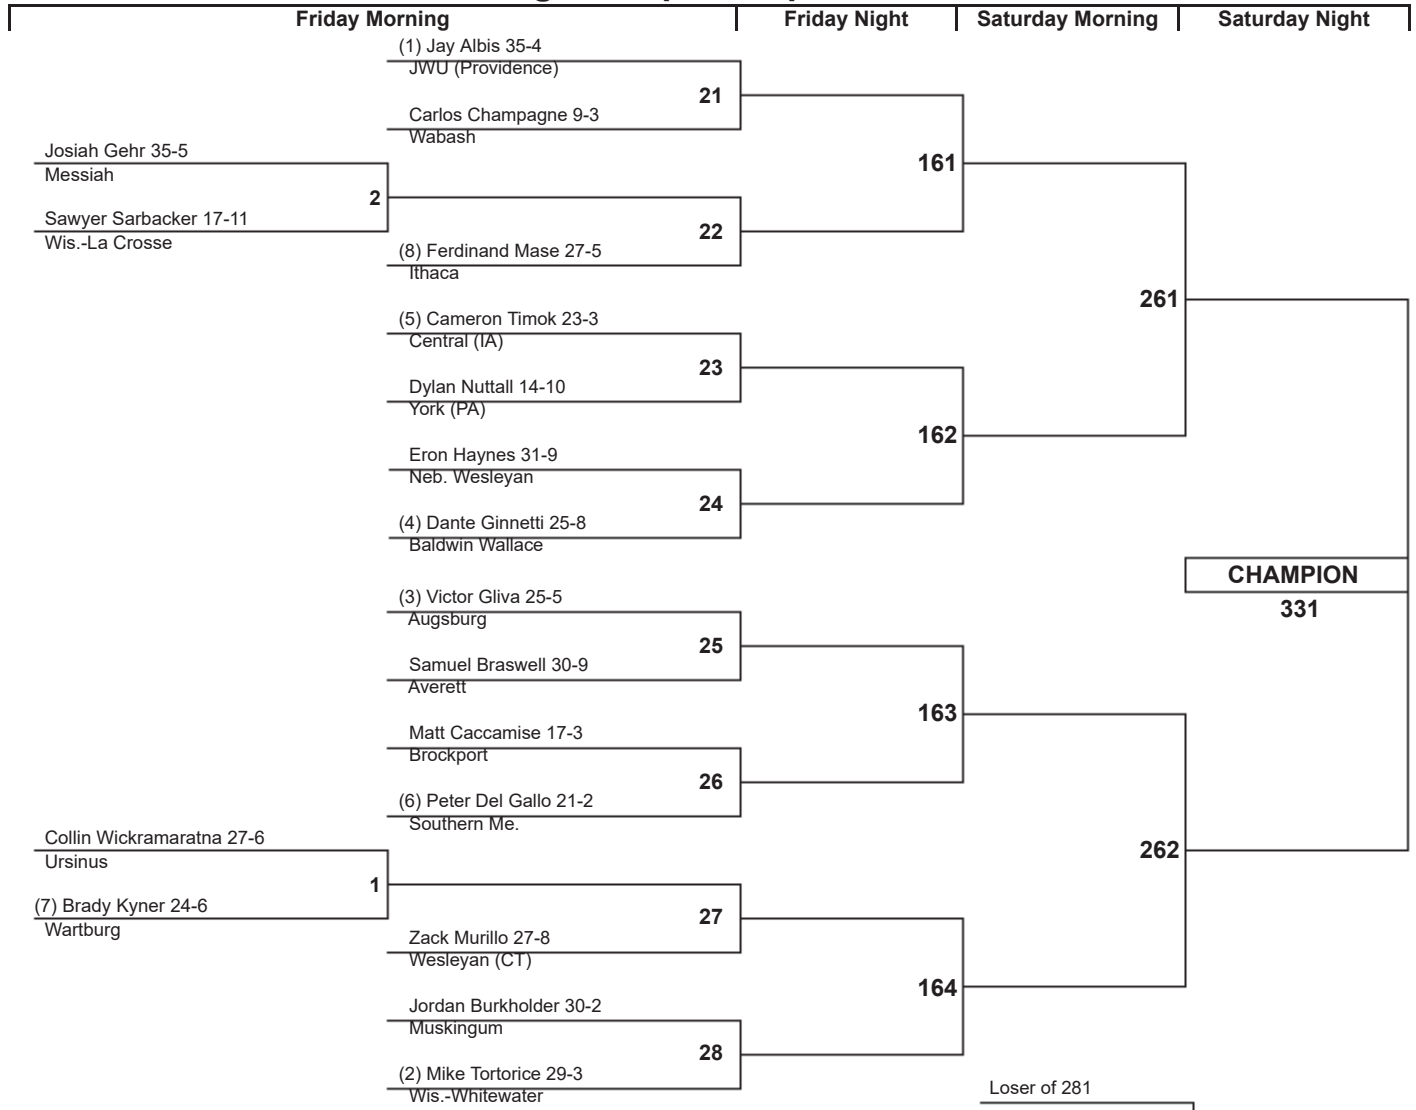 Friday Morning
Friday Night
Saturday Morning
Saturday Night
(1) Jay Albis 35-4
JWU (Providence)
21
Carlos Champagne 9-3
Wabash
Josiah Gehr 35-5
Messiah
161
2
Sawyer Sarbacker 17-11
Wis.-La Crosse
22
(8) Ferdinand Mase 27-5
Ithaca
261
(5) Cameron Timok 23-3
Central (IA)
23
Dylan Nuttall 14-10
York (PA)
162
Eron Haynes 31-9
Neb. Wesleyan
24
(4) Dante Ginnetti 25-8
Baldwin Wallace
CHAMPION
331
(3) Victor Gliva 25-5
Augsburg
25
Samuel Braswell 30-9
Averett
163
Matt Caccamise 17-3
Brockport
26
(6) Peter Del Gallo 21-2
Southern Me.
Collin Wickramaratna 27-6
Ursinus
262
1
(7) Brady Kyner 24-6
Wartburg
27
Zack Murillo 27-8
Wesleyan (CT)
164
Jordan Burkholder 30-2
Muskingum
28
(2) Mike Tortorice 29-3
Wis.-Whitewater
Loser of 281